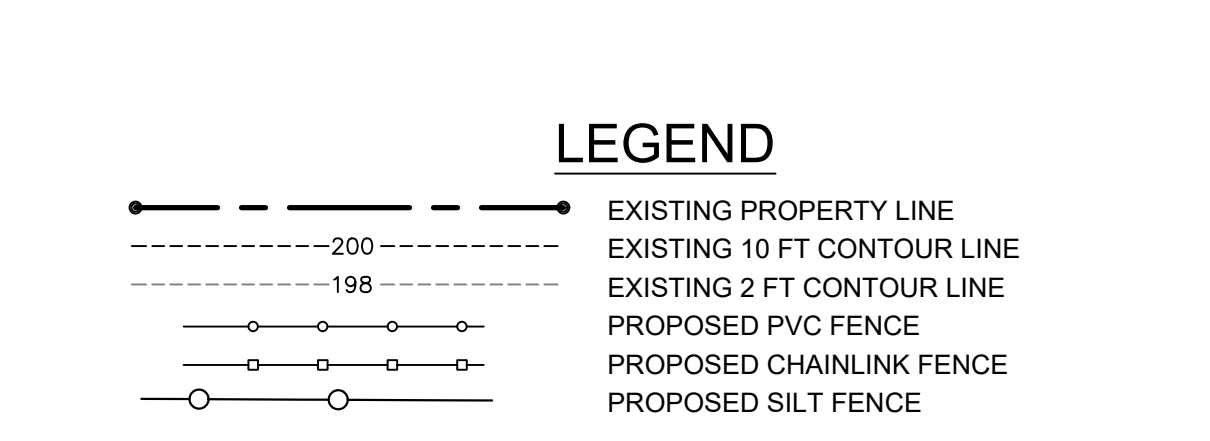 LEGEND
EXISTING PROPERTY LINE
200 EXISTING 10 FT CONTOUR LINE
198 EXISTING 2 FT CONTOUR LINE
PROPOSED PVC FENCE
PROPOSED CHAINLINK FENCE
PROPOSED SILT FENCE